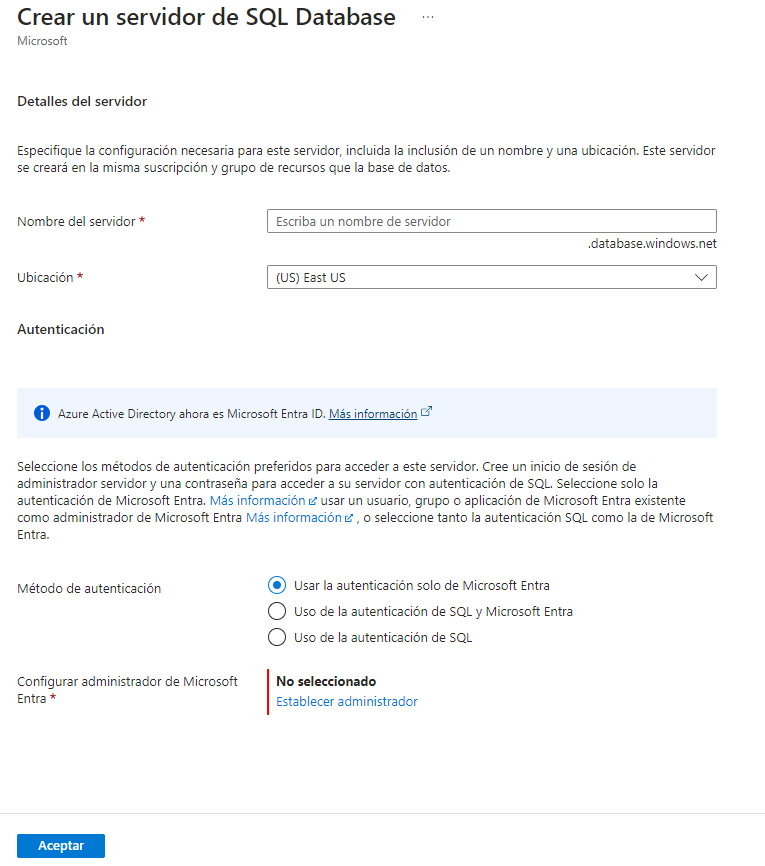 Crear un servidor de SQL Database ...
Microsoft
Detalles del servidor
Especifique la configuración necesaria para este servidor, incluida la inclusión de un nombre y una ubicación. Este servidor
se creará en la misma suscripción y grupo de recursos que la base de datos.
Nombre del servidor *
Escriba un nombre de servidor
.database.windows.net
Ubicación *
(US) East US
Autenticación
Azure Active Directory ahora es Microsoft Entra ID. Más información
Seleccione los métodos de autenticación preferidos para acceder a este servidor. Cree un inicio de sesión de
administrador servidor y una contraseña para acceder a su servidor con autenticación de SQL. Seleccione solo la
autenticación de Microsoft Entra. Más información usar un usuario, grupo o aplicación de Microsoft Entra existente
como administrador de Microsoft Entra Más información , o seleccione tanto la autenticación SQL como la de Microsoft
Entra.
Método de autenticación
Usar la autenticación solo de Microsoft Entra
Uso de la autenticación de SQL y Microsoft Entra
Uso de la autenticación de SQL
Configurar administrador de Microsoft
Entra *
No seleccionado
Establecer administrador
Aceptar